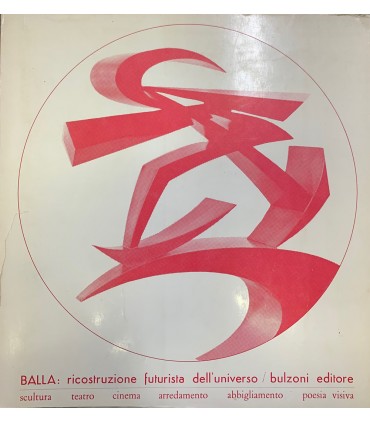 BALLA: ricostruzione futurista dell'universo / bulzoni editore
scultura teatro cinema arredamento abbigliamento poesia visiva